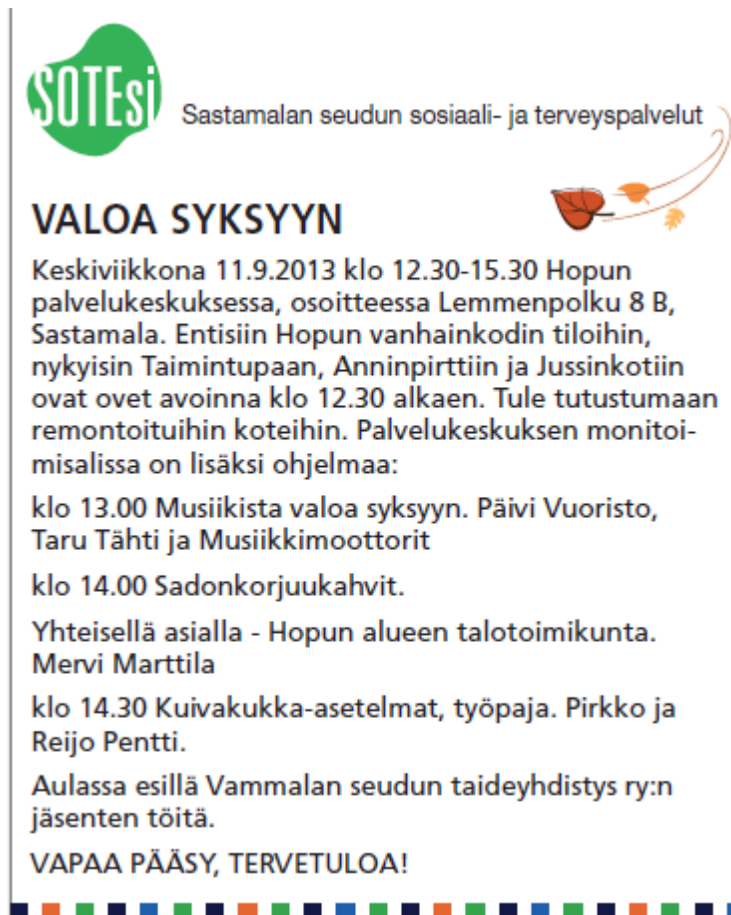 SOTEsi
Sastamalan seudun sosiaali- ja terveyspalvelut
VALOA SYKSYYN
Keskiviikkona 11.9.2013 klo 12.30-15.30 Hopun
palvelukeskuksessa, osoitteessa Lemmenpolku 8 B,
Sastamala. Entisiin Hopun vanhainkodin tiloihin,
nykyisin Taimintupaan, Anninpirttiin ja Jussinkotiin
ovat ovet avoinna klo 12.30 alkaen. Tule tutustumaan
remontoituihin koteihin. Palvelukeskuksen monitoi-
misalissa on lisäksi ohjelmaa:
klo 13.00 Musiikista valoa syksyyn. Päivi Vuoristo,
Taru Tähti ja Musiikkimoottorit
klo 14.00 Sadonkorjuukahvit.
Yhteisellä asialla - Hopun alueen talotoimikunta.
Mervi Marttila
klo 14.30 Kuivakukka-asetelmat, työpaja. Pirkko ja
Reijo Pentti.
Aulassa esillä Vammalan seudun taideyhdistys ry:n
jäsenten töitä.
VAPAA PÄÄSY, TERVETULOA!